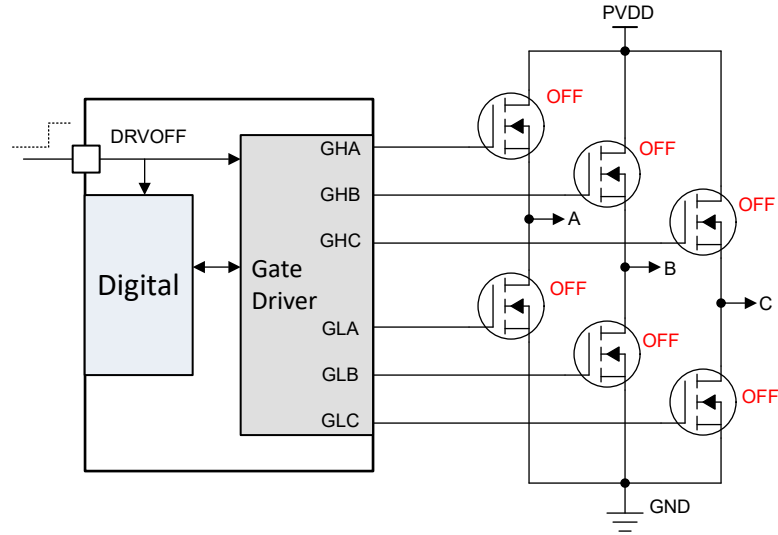 PVDD
OFF
DRVOFF
GHA
OFF
GHB
OFF
A
GHC
Digital
Gate
Driver
B
OFF
C
GLA
OFF
GLB
OFF
GLC
GND